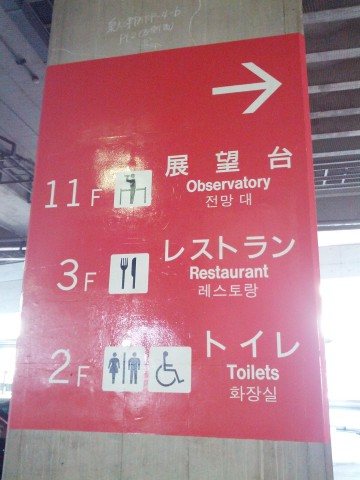 展望台
11F Observatory
전망 대
レストラン
3F Restaurant
레스토랑
トイレ
2F Toilets
화장실